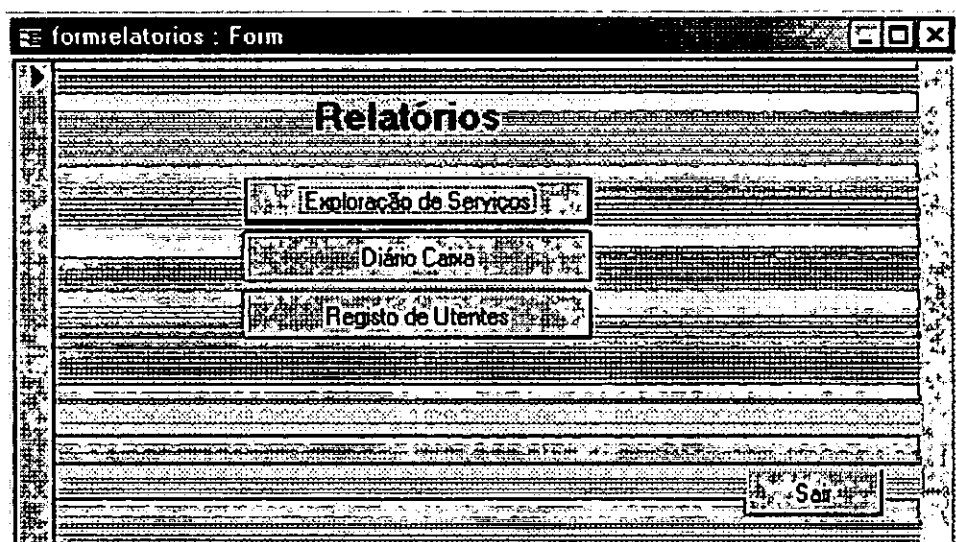 formrelatorios : Form
Relatórios
Exploração de Serviços
Diário Caixa
Registo de Utentes
Sair